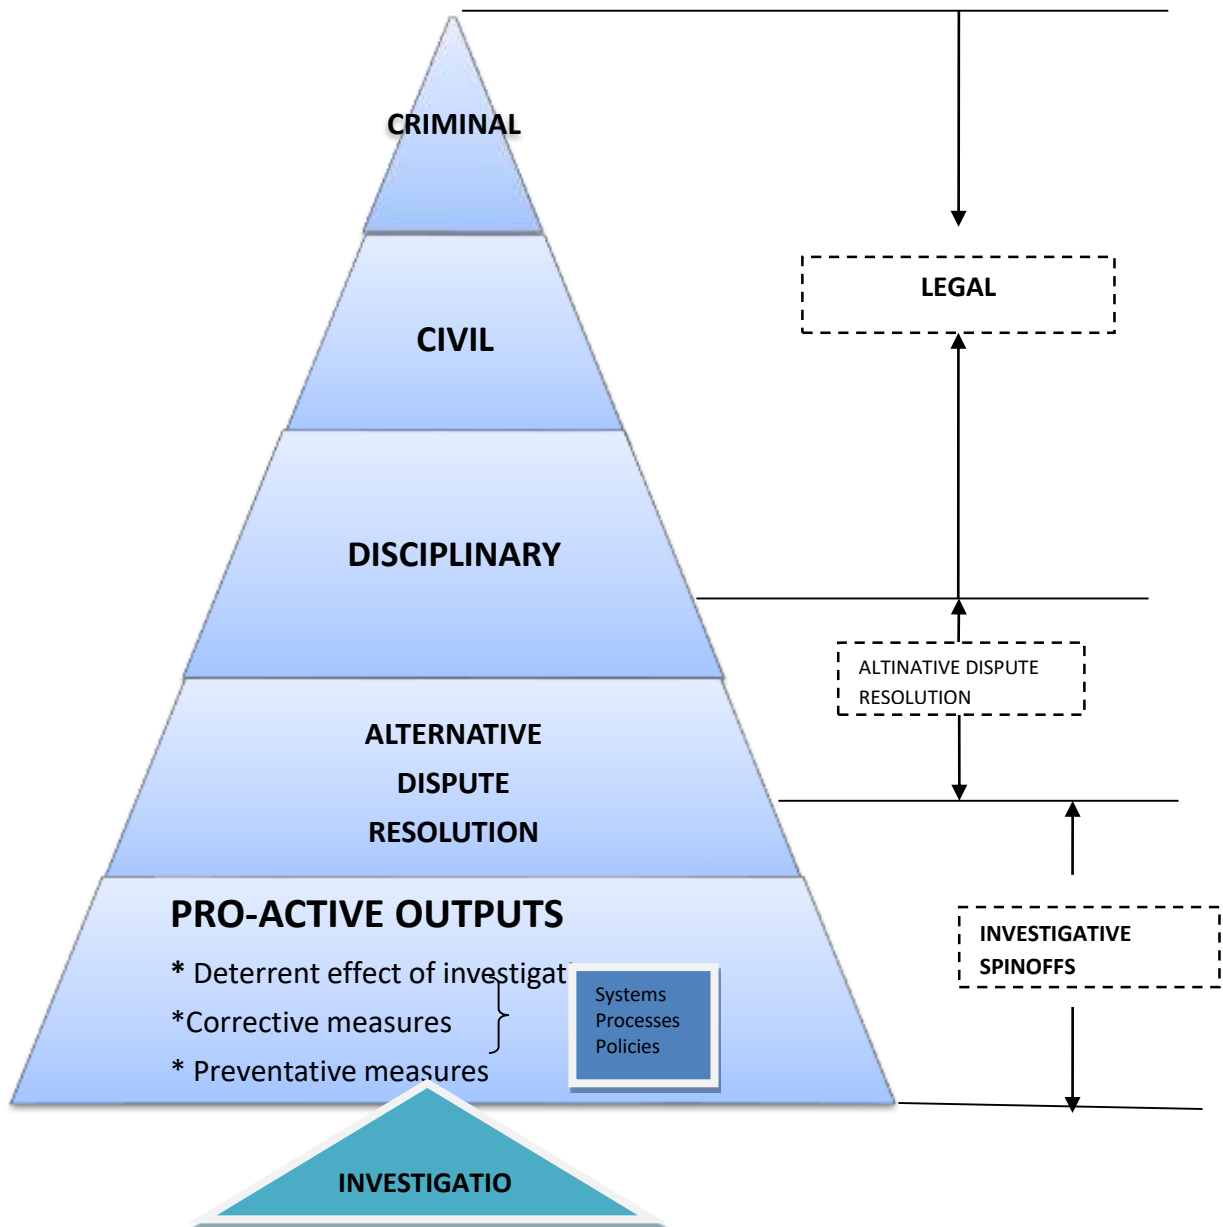 CRIMINAL
LEGAL
CIVIL
DISCIPLINARY
ALTINATIVE DISPUTE
RESOLUTION
ALTERNATIVE
DISPUTE
RESOLUTION
PRO-ACTIVE OUTPUTS
* Deterrent effect of investigati
*Corrective measures
* Preventative measures
Systems
Processes
Policies
INVESTIGATIVE
SPINOFFS
INVESTIGATIO